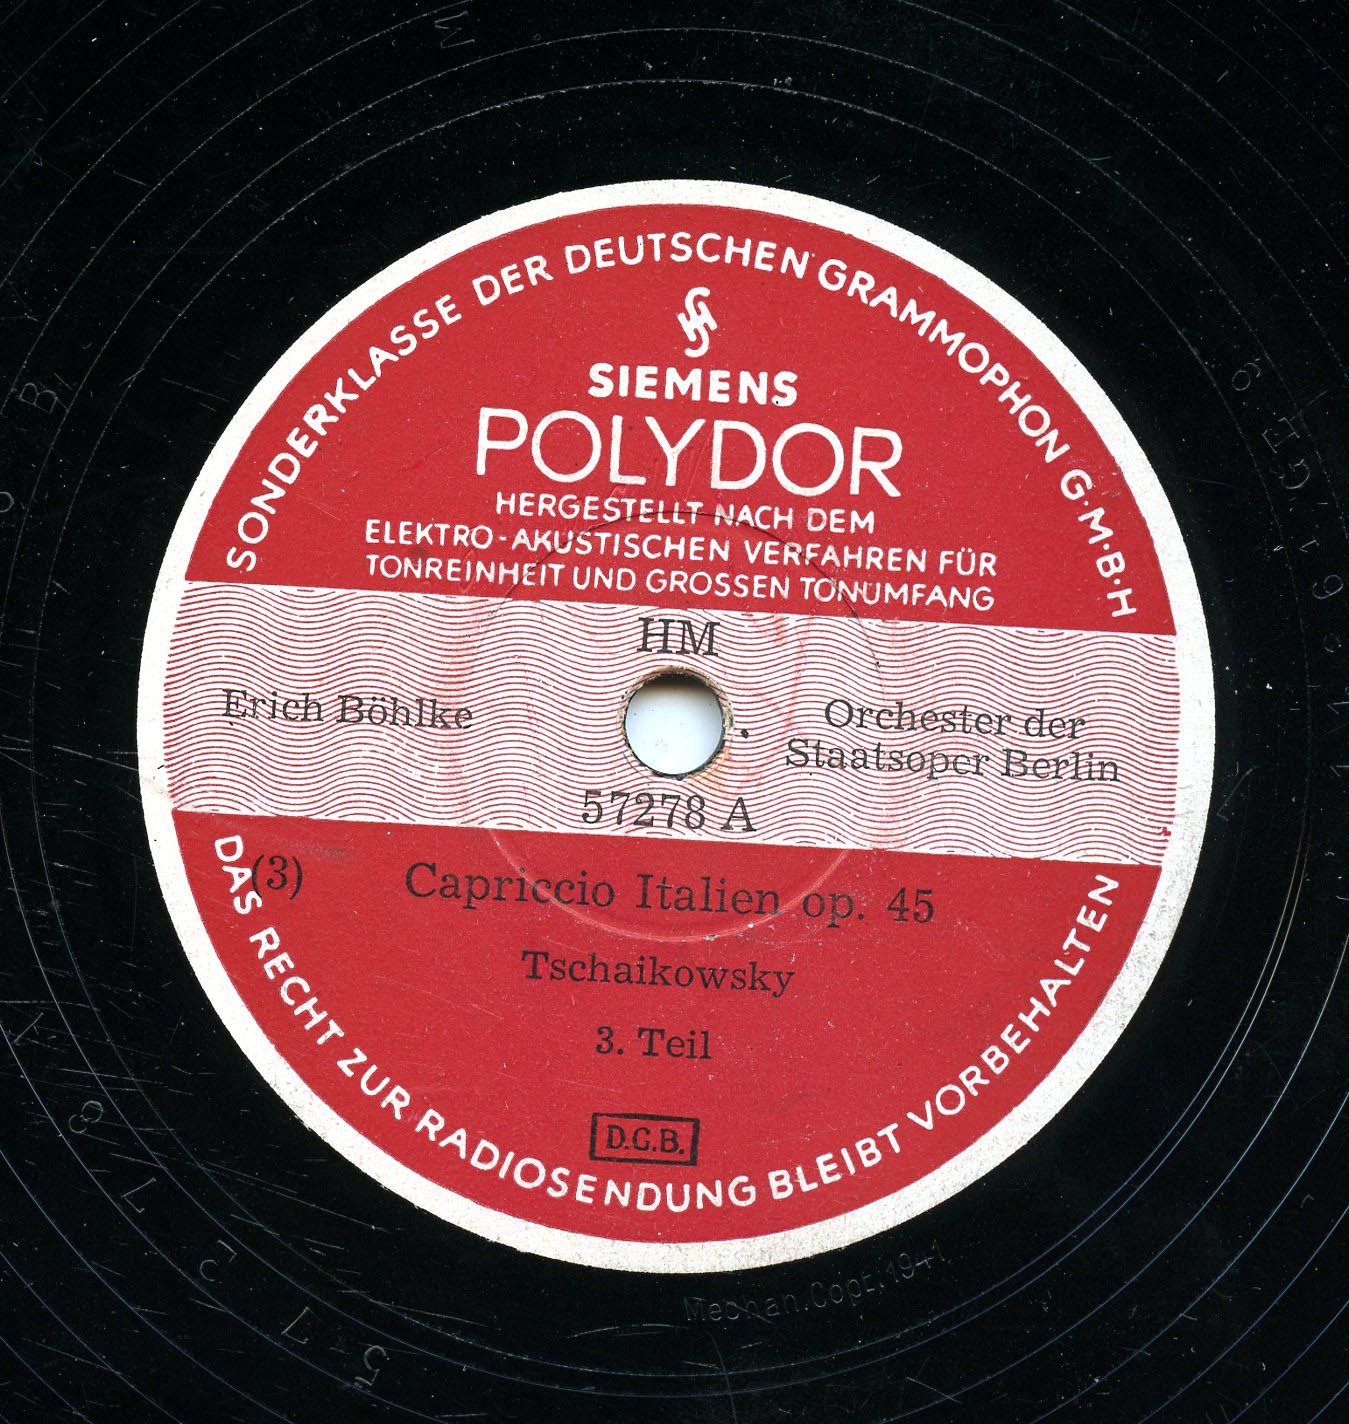 SONDERKLASSE DER DEUTSCHEN GRAMMOPHON G·M·B·H
SIEMENS
POLYDOR
HERGESTELLT NACH DEM
ELEKTRO-AKUSTISCHEN VERFAHREN FÜR
TONREINHEIT UND GROSSEN TONUMFANG
HM
Erich Böhlke
Orchester der
Staatsoper Berlin
57278 A
(3)
Capriccio Italien op. 45
Tschaikowsky
3. Teil
D.C.B.
DAS RECHT ZUR RADIOSENDUNG BLEIBT VORBEHALTEN
Mechan.Copr.1941
57278